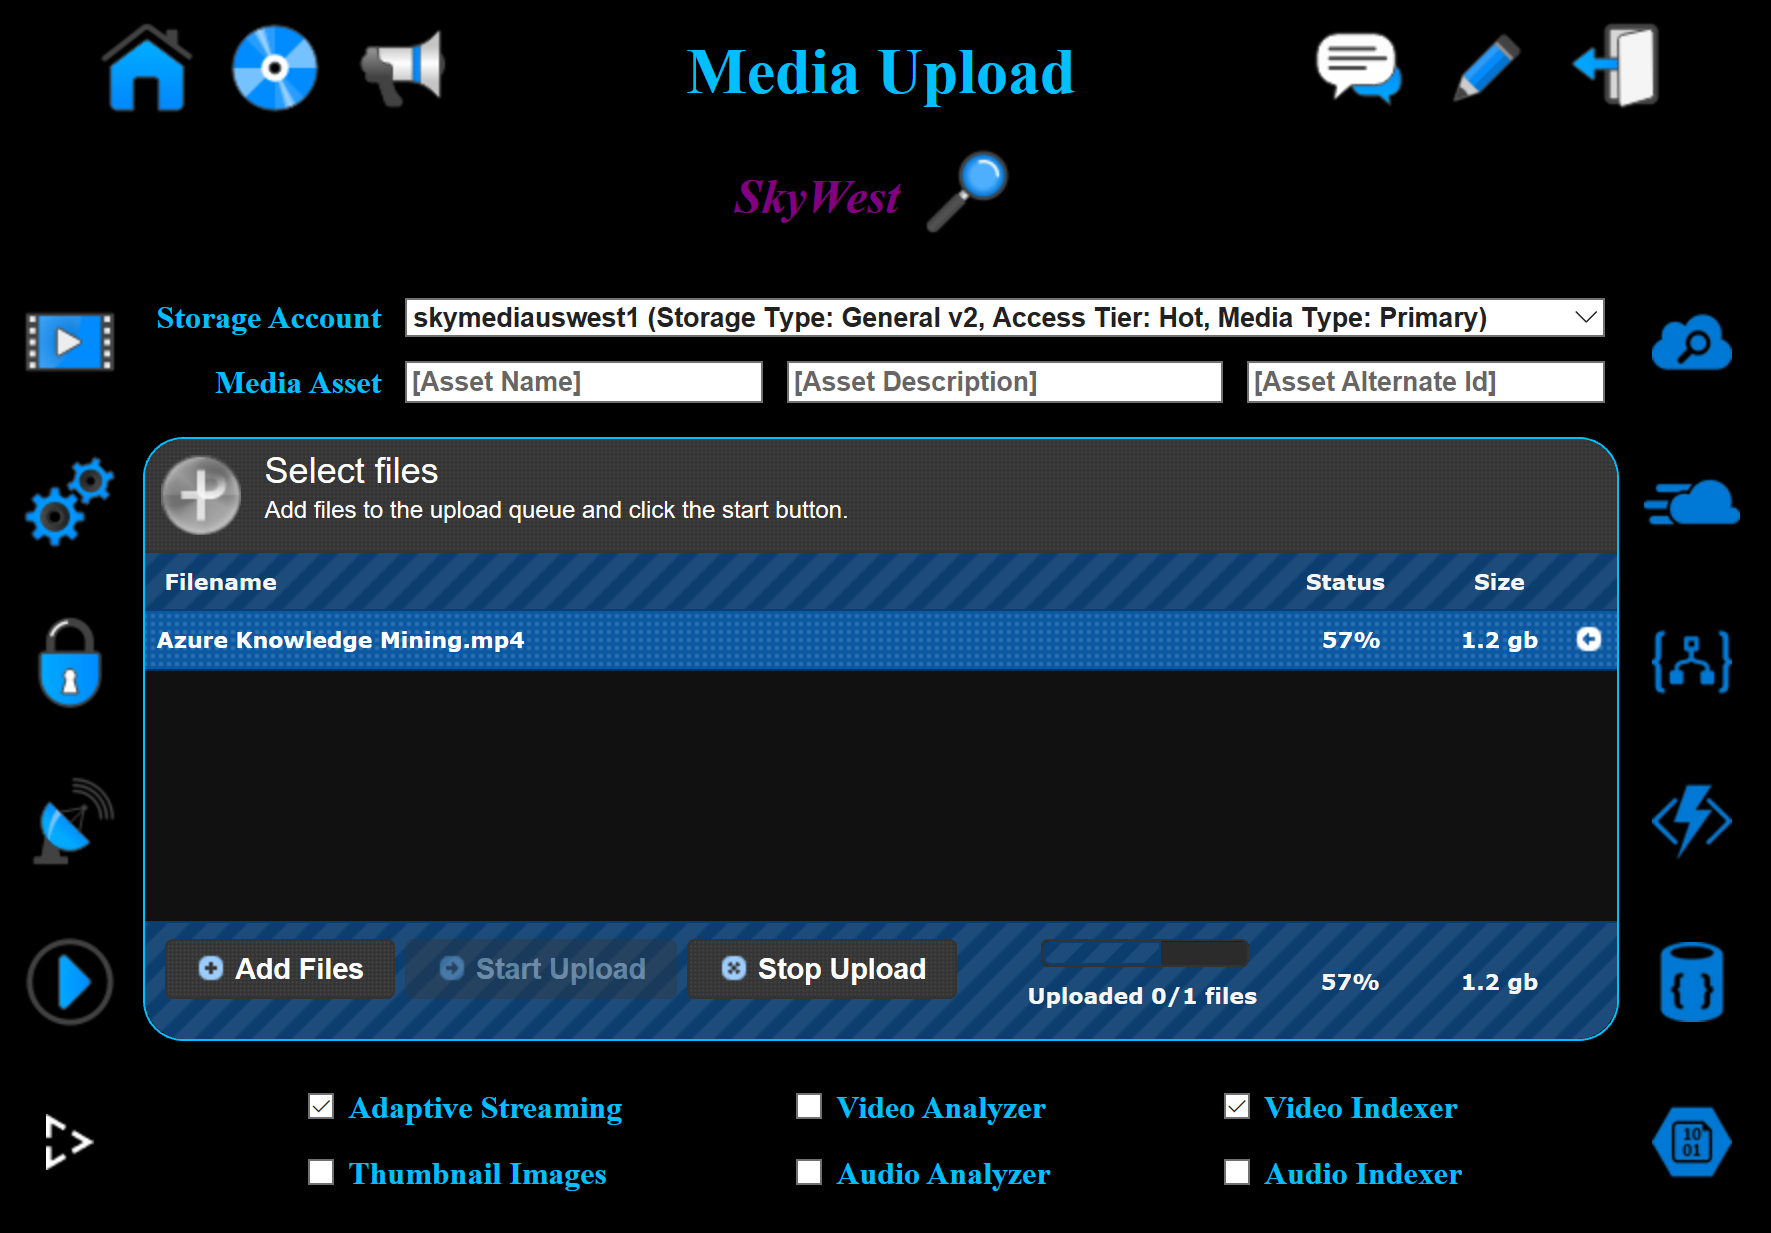 Media Upload
SkyWest
Storage Account
skymediauswest1 (Storage Type: General v2, Access Tier: Hot, Media Type: Primary)
Media Asset
[Asset Name]
[Asset Description]
[Asset Alternate Id]
Select files
Add files to the upload queue and click the start button.
Filename Status Size
Azure Knowledge Mining.mp4 57% 1.2 gb
Add Files
Start Upload
Stop Upload
Uploaded 0/1 files
57% 1.2 gb
Adaptive Streaming
Video Analyzer
Video Indexer
Thumbnail Images
Audio Analyzer
Audio Indexer
10
01